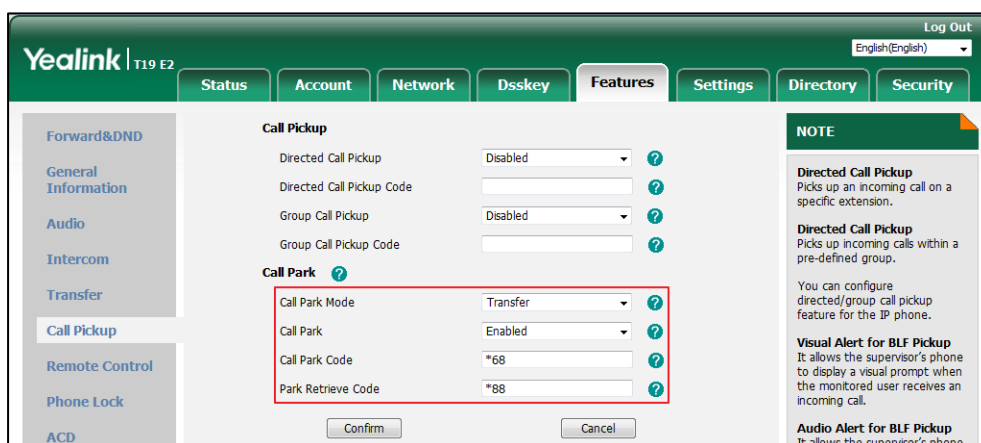 Log Out
English(English)
Yealink T19 E2
Status Account Network Dsskey Features Settings Directory Security
Forward&DND
General
Information
Audio
Intercom
Transfer
Call Pickup
Remote Control
Phone Lock
ACD
Call Pickup
Directed Call Pickup Disabled ?
Directed Call Pickup Code ?
Group Call Pickup Disabled ?
Group Call Pickup Code ?
Call Park ?
Call Park Mode Transfer ?
Call Park Enabled ?
Call Park Code *68 ?
Park Retrieve Code *88 ?
Confirm Cancel
NOTE
Directed Call Pickup
Picks up an incoming call on a
specific extension.
Directed Call Pickup
Picks up incoming calls within a
pre-defined group.
You can configure
directed/group call pickup
feature for the IP phone.
Visual Alert for BLF Pickup
It allows the supervisor's phone
to display a visual prompt when
the monitored user receives an
incoming call.
Audio Alert for BLF Pickup
It allows the supervisor's phone